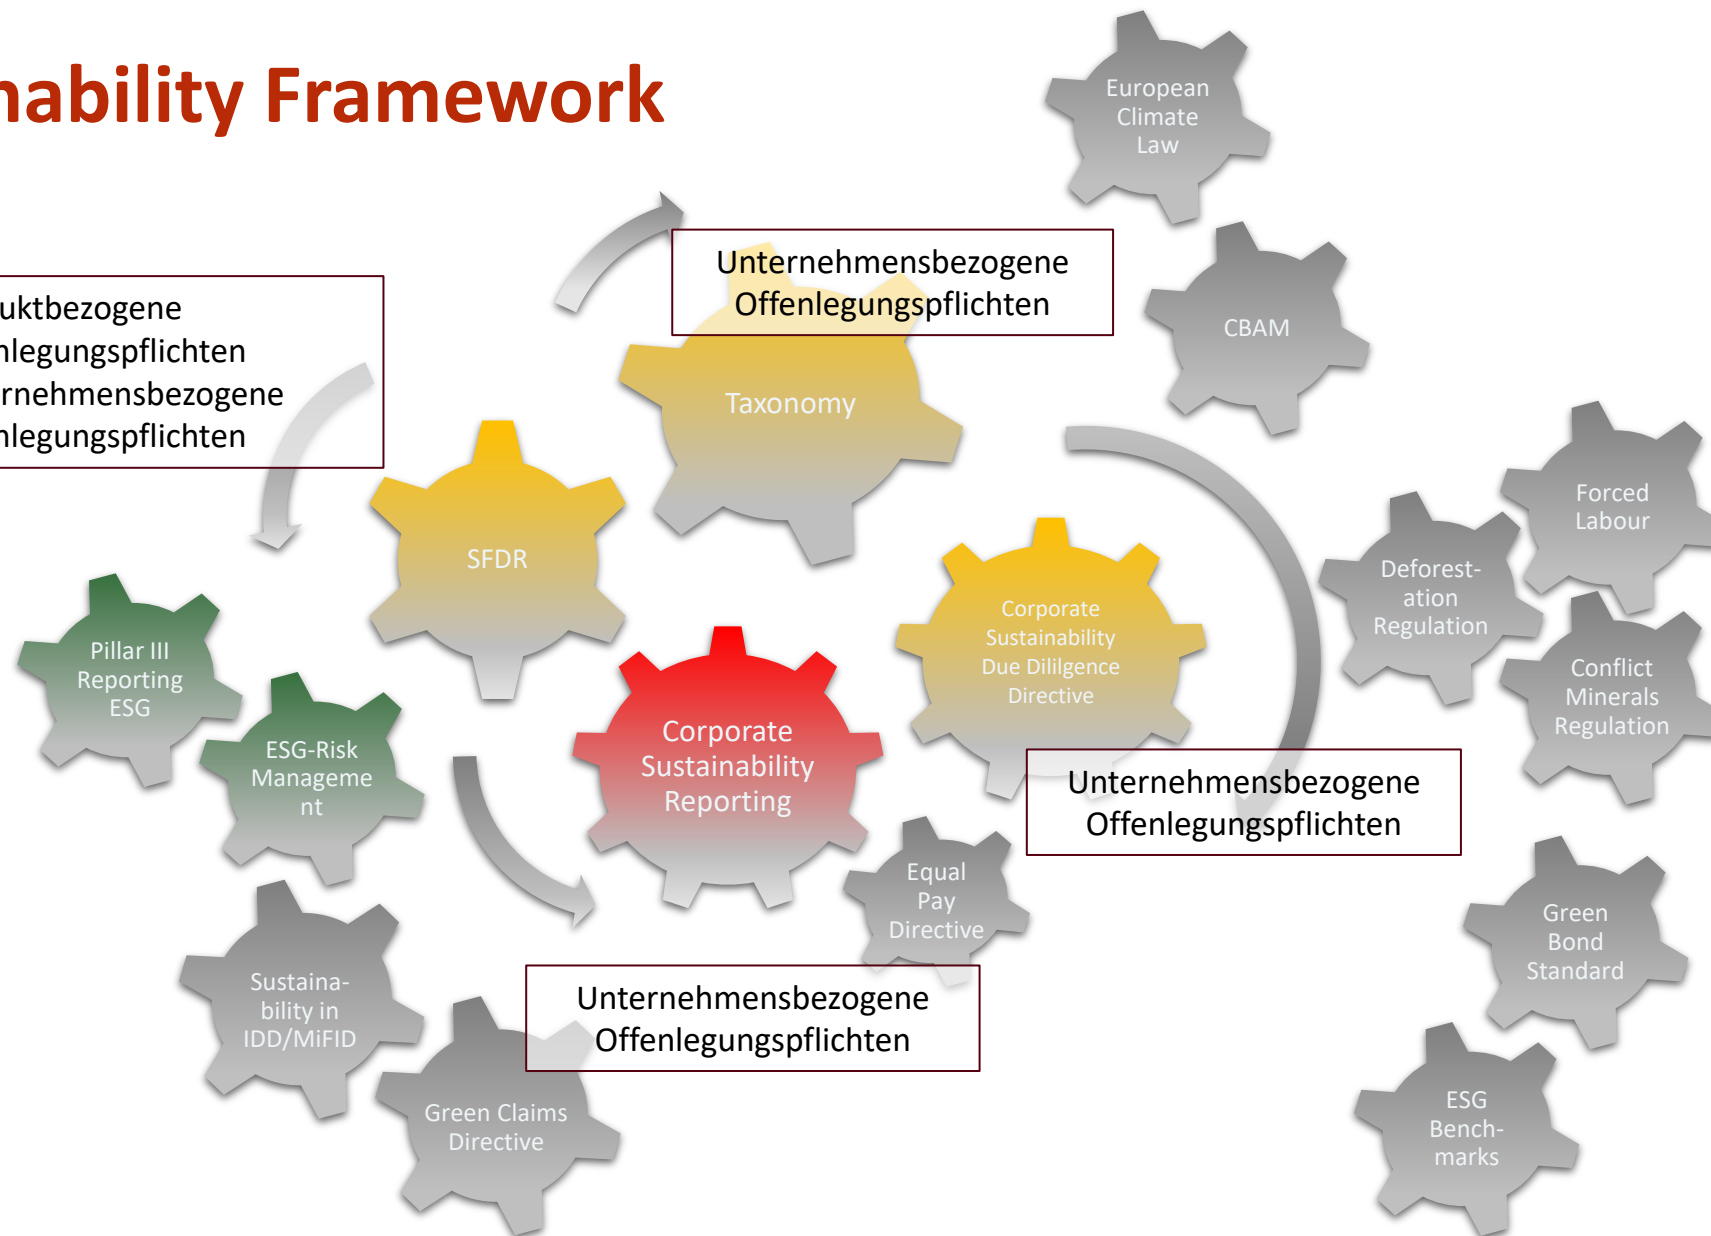 nability Framework
European
Climate
Law
Unternehmensbezogene
Offenlegungspflichten
uktbezogene
nlegungspflichten
rnehmensbezogene
nlegungspflichten
CBAM
Taxonomy
Forced
Labour
SFDR
Deforest-
ation
Regulation
Corporate
Sustainability
Due Dililgence
Directive
Pillar III
Reporting
ESG
Conflict
Minerals
Regulation
ESG-Risk
Manageme
nt
Corporate
Sustainability
Reporting
Unternehmensbezogene
Offenlegungspflichten
Equal
Pay
Directive
Green
Bond
Standard
Sustaina-
bility in
IDD/MiFID
Unternehmensbezogene
Offenlegungspflichten
Green Claims
Directive
ESG
Bench-
marks